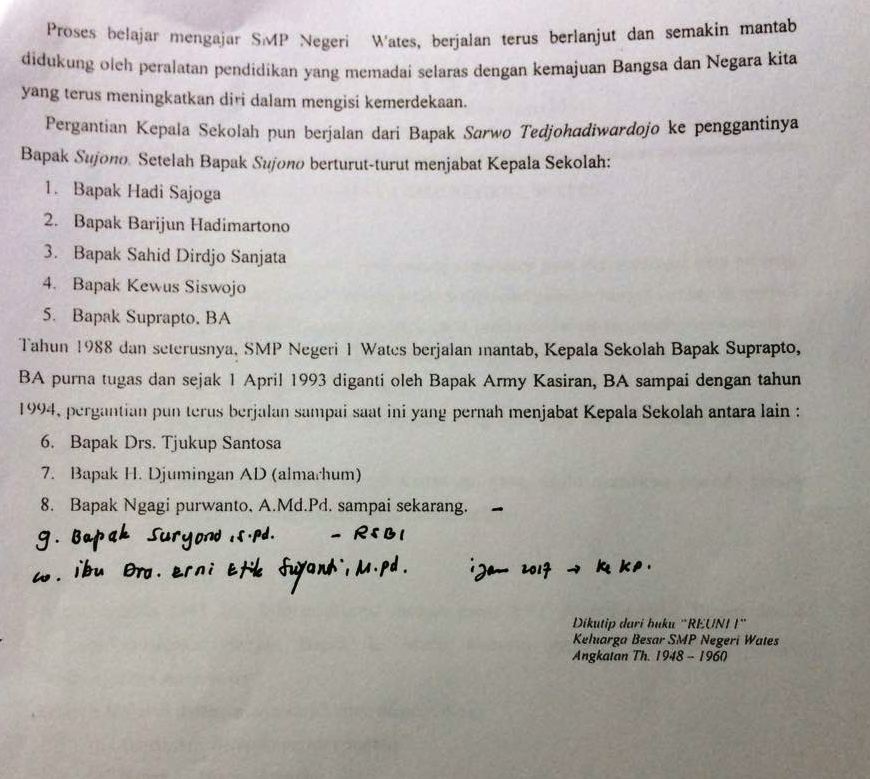 Proses belajar mengajar SMP Negeri Wates, berjalan terus berlanjut dan semakin mantab
didukung oleh peralatan pendidikan yang memadai selaras dengan kemajuan Bangsa dan Negara kita
yang terus meningkatkan diri dalam mengisi kemerdekaan.
Pergantian Kepala Sekolah pun berjalan dari Bapak Sarwo Tedjohadiwardojo ke penggantinya
Bapak Sujono. Setelah Bapak Sujono berturut-turut menjabat Kepala Sekolah:
1. Bapak Hadi Sajoga
2. Bapak Barijun Hadimartono
3. Bapak Sahid Dirdjo Sanjata
4. Bapak Kewus Siswojo
5. Bapak Suprapto, BA
Tahun 1988 dan seterusnya, SMP Negeri 1 Wates berjalan mantab, Kepala Sekolah Bapak Suprapto,
BA purna tugas dan sejak 1 April 1993 diganti oleh Bapak Army Kasiran, BA sampai dengan tahun
1994, pergantian pun terus berjalan sampai saat ini yang pernah menjabat Kepala Sekolah antara lain :
6. Bapak Drs. Tjukup Santosa
7. Bapak H. Djumingan AD (almarhum)
8. Bapak Ngagi purwanto, A.Md.Pd. sampai sekarang. –
9. Bapak Suryono, S.Pd. - RSBI
10. ibu Dra. Erni Etik Suyanti, M.Pd. 2017 → ke KP.
Dikutip dari buku "REUNI I"
Keluarga Besar SMP Negeri Wates
Angkatan Th. 1948 – 1960